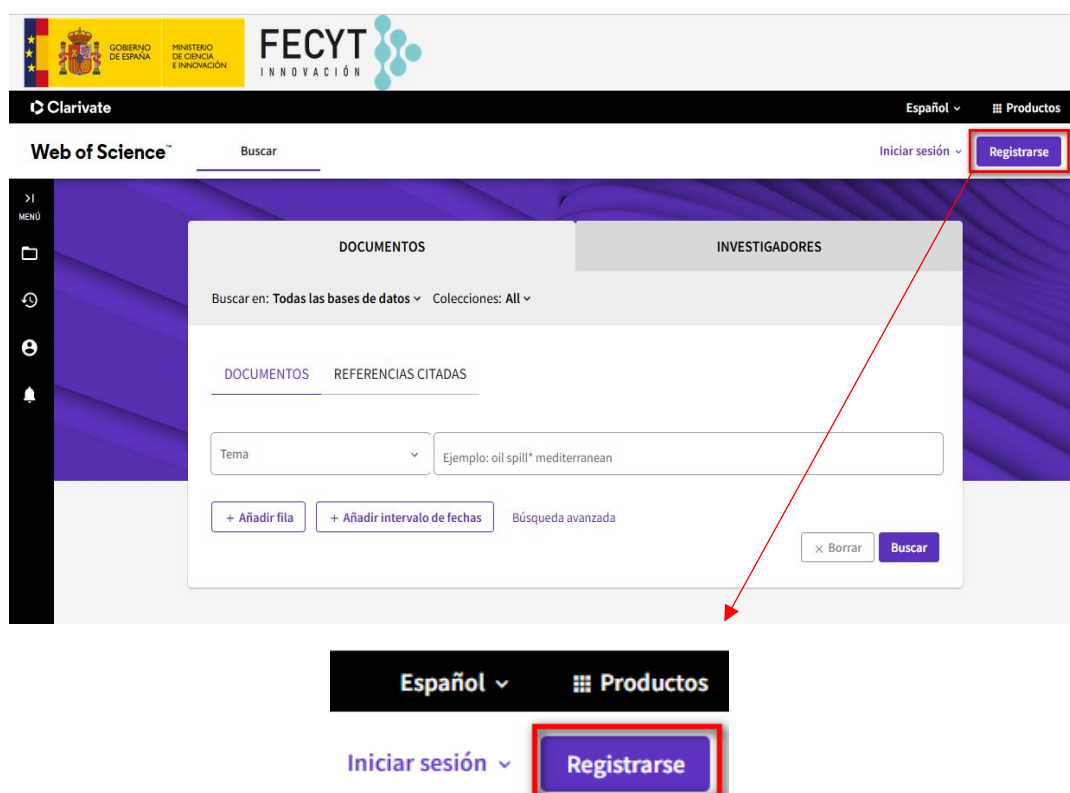 GOBIERNO
DE ESPAÑA
MINISTERIO
DE CIENCIA
E INNOVACIÓN
FECYT
INNOVACIÓN
Clarivate
Español
Productos
Web of Science™
Buscar
Iniciar sesión
Registrarse
MENÚ
DOCUMENTOS
INVESTIGADORES
Buscar en: Todas las bases de datos Colecciones: All
DOCUMENTOS
REFERENCIAS CITADAS
Tema
Ejemplo: oil spill* mediterranean
+ Añadir fila
+ Añadir intervalo de fechas
Búsqueda avanzada
× Borrar
Buscar
Español
Productos
Iniciar sesión
Registrarse